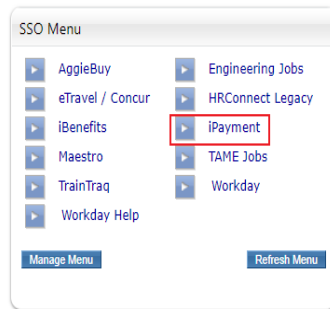 SSO Menu
AggieBuy
Engineering Jobs
eTravel / Concur
HRConnect Legacy
iBenefits
iPayment
Maestro
TAME Jobs
TrainTraq
Workday
Workday Help
Manage Menu
Refresh Menu